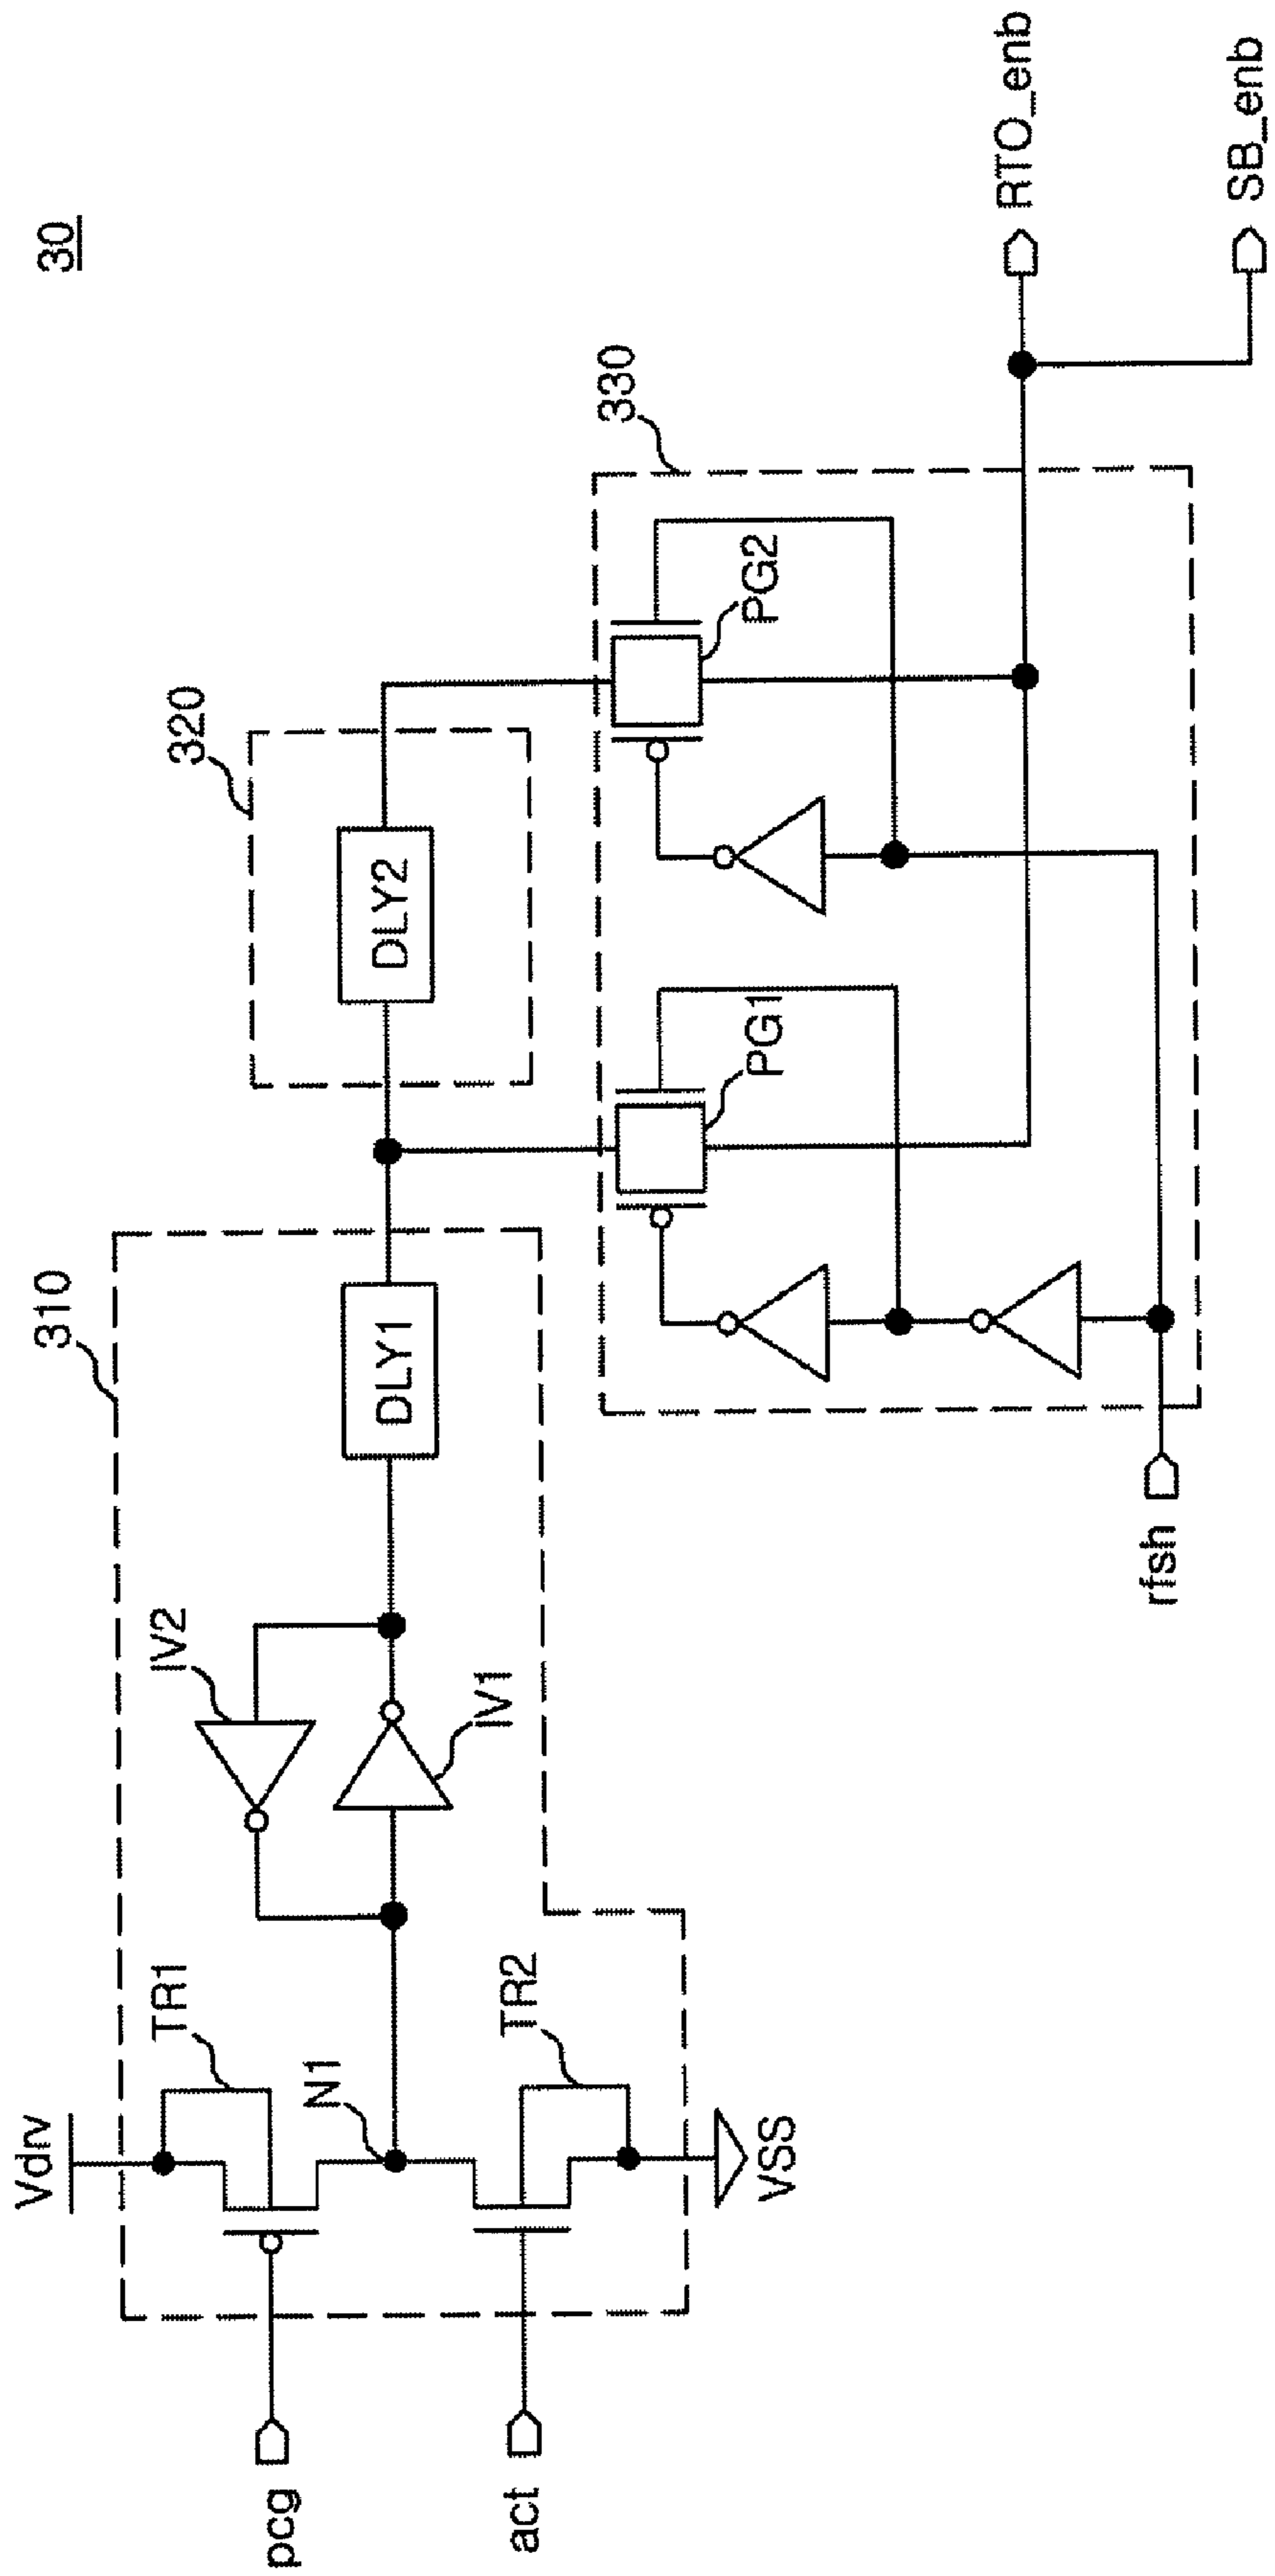 30
310
Vdrv
TR1
IV2
320
pcg
N1
IV1
DLY1
DLY2
act
TR2
VSS
330
PG1
PG2
rfsh
RTO_enb
SB_enb